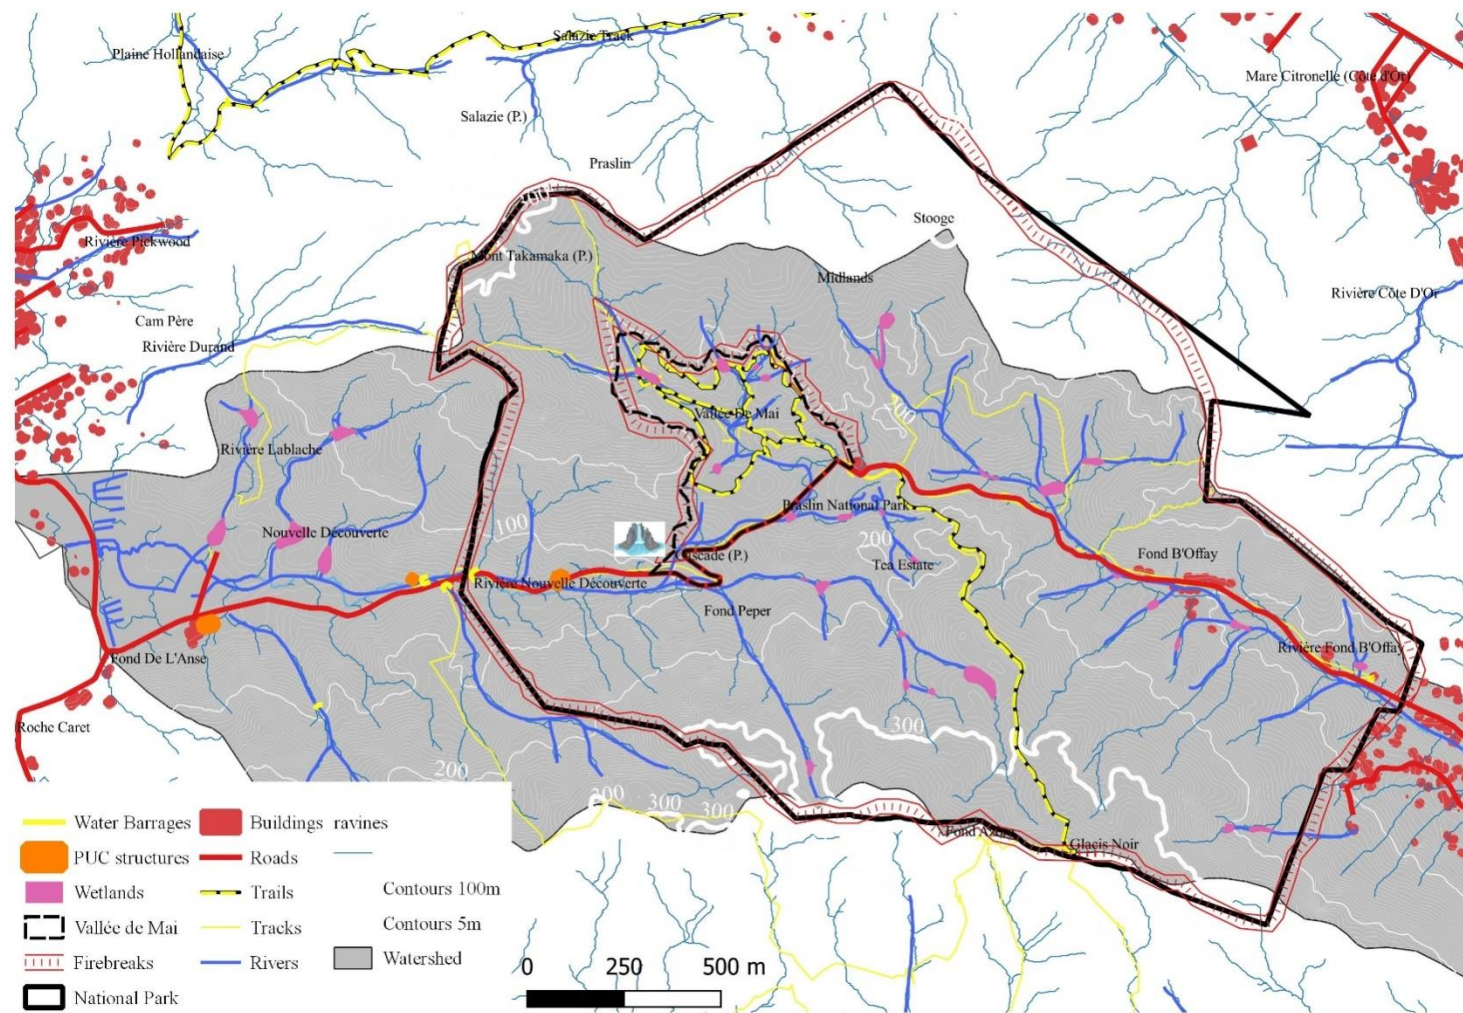 Salazie Track
Plaine Hollandaise
Mare Citronelle (Côte d'Or)
Salazie (P.)
Praslin
300
Stooge
Rivière Pickwood
Mont Takamaka (P.)
Midlands
Rivière Côte D'Or
Cam Père
Rivière Durand
200
Vallée De Mai
Rivière Lablache
Praslin National Park
100
Nouvelle Découverte
200
Cascade (P.)
Fond B'Offay
Tea Estate
Rivière Nouvelle Découverte
Fond Peper
Rivière Fond B'Offay
Fond De L'Anse
Roche Caret
300
200
300
300
300
Glacis Noir
Water Barrages
Buildings
ravines
PUC structures
Roads
Wetlands
Trails
Contours 100m
Vallée de Mai
Tracks
Contours 5m
Firebreaks
Rivers
Watershed
National Park
0 250 500 m